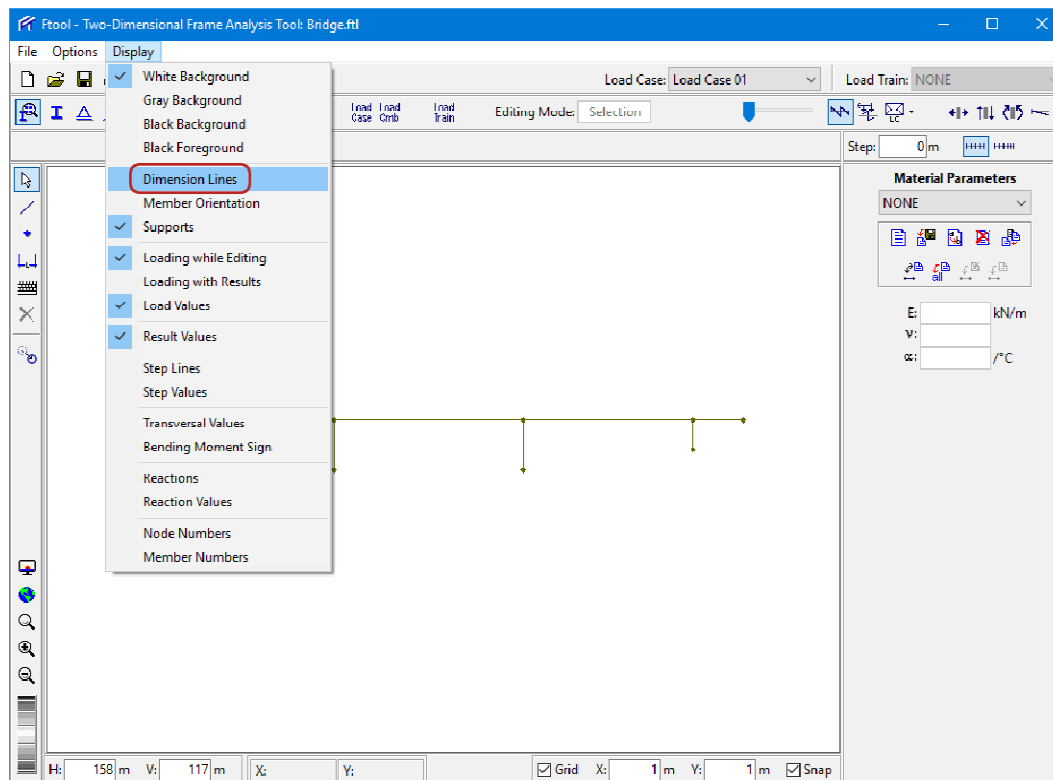 Ftool - Two-Dimensional Frame Analysis Tool: Bridge.ftl
File Options Display
White Background
Gray Background
Black Background
Black Foreground
Dimension Lines
Member Orientation
Supports
Loading while Editing
Loading with Results
Load Values
Result Values
Step Lines
Step Values
Transversal Values
Bending Moment Sign
Reactions
Reaction Values
Node Numbers
Member Numbers
Load Case: Load Case 01 Load Train: NONE
Load Case Load Cmb Load Train Editing Mode: Selection LC
Step: 0 m
Material Parameters
NONE
all
E: kN/m
ν:
α: /°C
H: 158 m V: 117 m X: Y: Grid X: 1 m Y: 1 m Snap